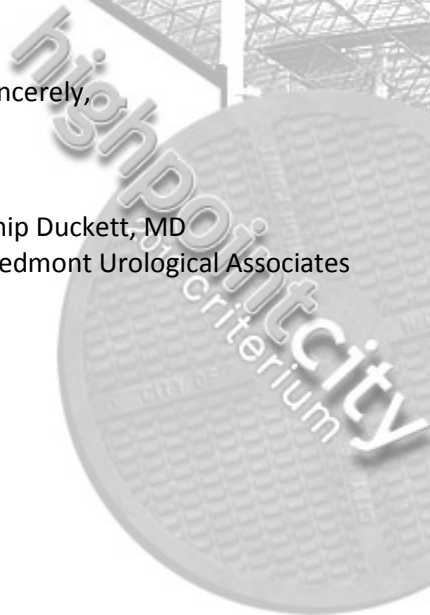 ncerely,
hip Duckett, MD
edmont Urological Associates
highpointcity
criterium
CITY OF